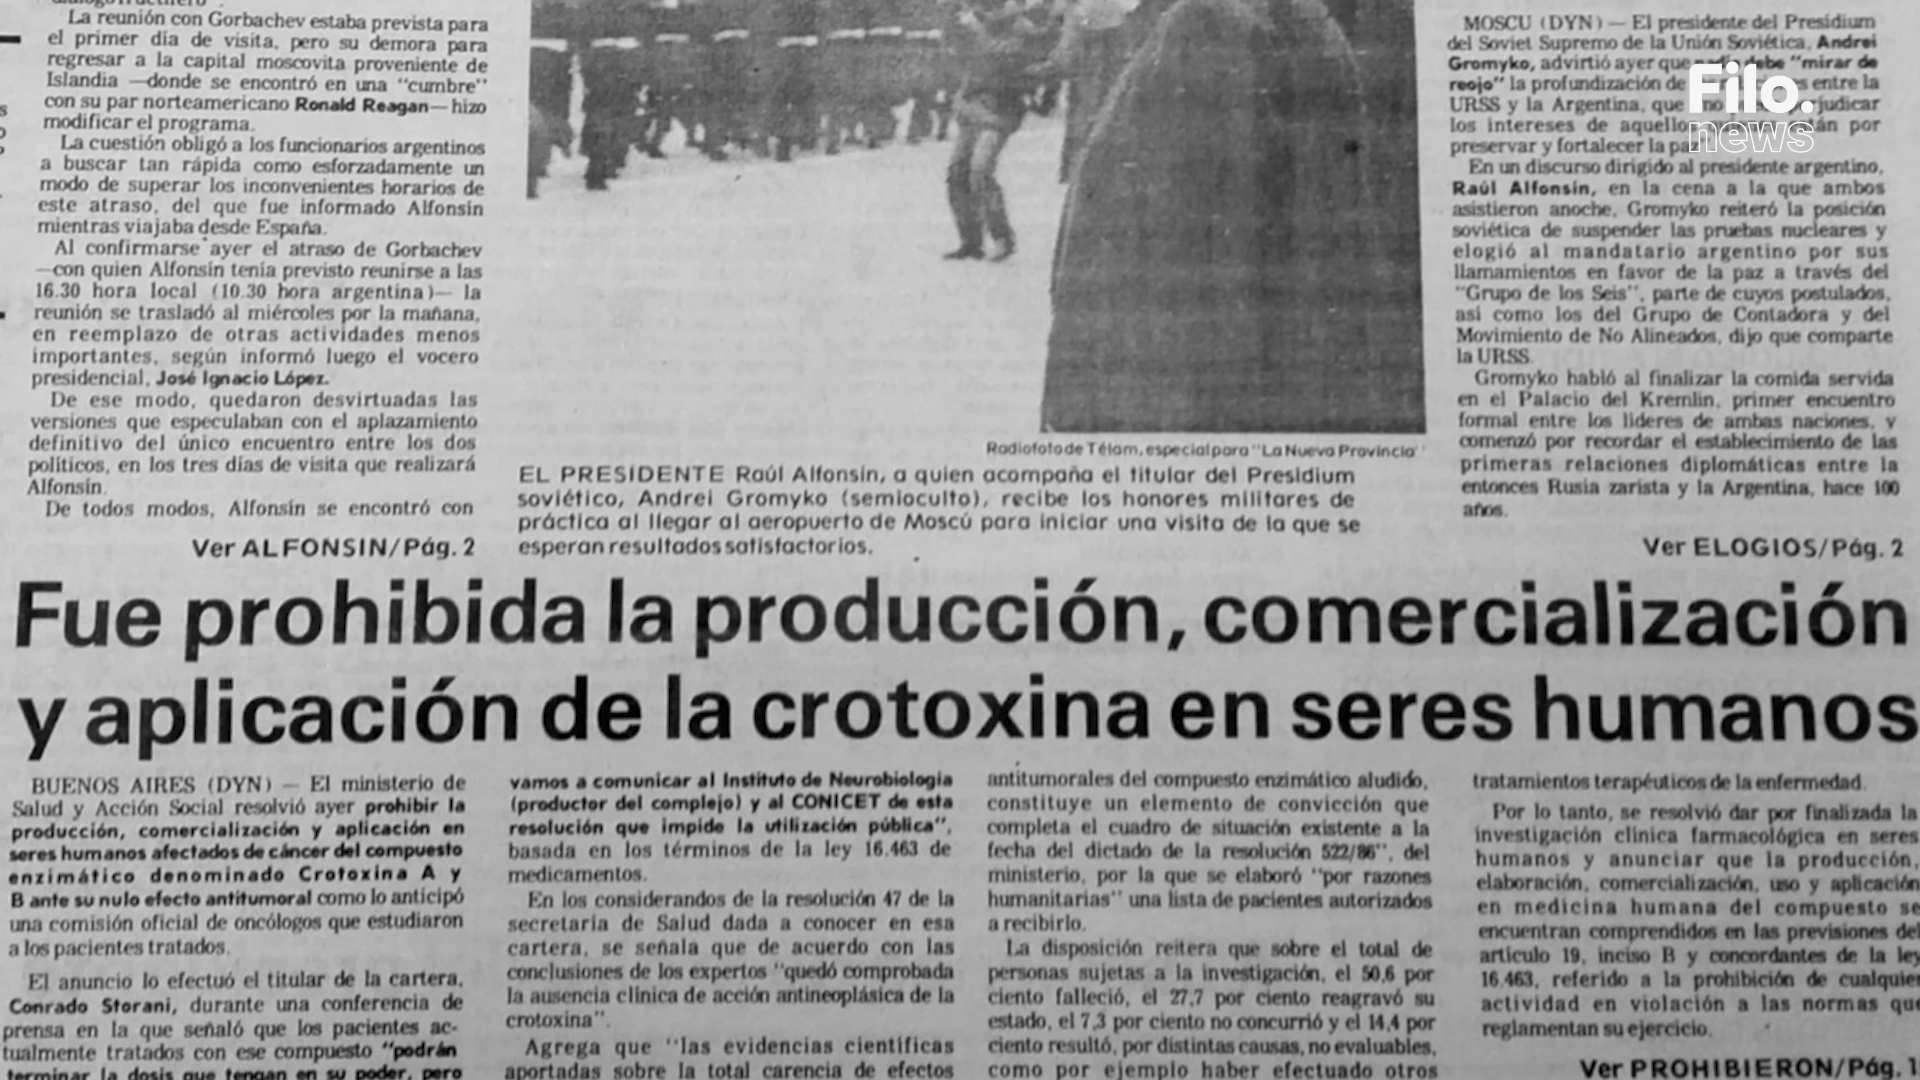 La reunión con Gorbachev estaba prevista para
el primer día de visita, pero su demora para
regresar a la capital moscovita proveniente de
Islandia —donde se encontró en una "cumbre"
con su par norteamericano Ronald Reagan— hizo
modificar el programa.
La cuestión obligó a los funcionarios argentinos
a buscar tan rápida como esforzadamente un
modo de superar los inconvenientes horarios de
este atraso, del que fue informado Alfonsín
mientras viajaba desde España.
Al confirmarse ayer el atraso de Gorbachev
—con quien Alfonsín tenía previsto reunirse a las
16.30 hora local (10.30 hora argentina)— la
reunión se trasladó al miércoles por la mañana,
en reemplazo de otras actividades menos
importantes, según informó luego el vocero
presidencial, José Ignacio López.
De ese modo, quedaron desvirtuadas las
versiones que especulaban con el aplazamiento
definitivo del único encuentro entre los dos
políticos, en los tres días de visita que realizará
Alfonsín.
De todos modos, Alfonsín se encontró con
Ver ALFONSIN/Pág. 2
Radiofoto de Télam, especial para "La Nueva Provincia"
EL PRESIDENTE Raúl Alfonsín, a quien acompaña el titular del Presidium
soviético, Andrei Gromyko (semioculto), recibe los honores militares de
práctica al llegar al aeropuerto de Moscú para iniciar una visita de la que se
esperan resultados satisfactorios.
MOSCU (DYN) — El presidente del Presidium
del Soviet Supremo de la Unión Soviética, Andrei
Gromyko, advirtió ayer que debe "mirar de
reojo" la profundización de entre la
URSS y la Argentina, que no
los intereses de aquellos por
preservar y fortalecer la paz
En un discurso dirigido al presidente argentino,
Raúl Alfonsín, en la cena a la que ambos
asistieron anoche, Gromyko reiteró la posición
soviética de suspender las pruebas nucleares y
elogió al mandatario argentino por sus
llamamientos en favor de la paz a través del
"Grupo de los Seis", parte de cuyos postulados,
así como los del Grupo de Contadora y del
Movimiento de No Alineados, dijo que comparte
la URSS.
Gromyko habló al finalizar la comida servida
en el Palacio del Kremlin, primer encuentro
formal entre los líderes de ambas naciones, y
comenzó por recordar el establecimiento de las
primeras relaciones diplomáticas entre la
entonces Rusia zarista y la Argentina, hace 100
años.
Ver ELOGIOS/Pág. 2
Filo.
news
Fue prohibida la producción, comercialización
y aplicación de la crotoxina en seres humanos
BUENOS AIRES (DYN) — El ministerio de
Salud y Acción Social resolvió ayer prohibir la
producción, comercialización y aplicación en
seres humanos afectados de cáncer del compuesto
enzimático denominado Crotoxina A y
B ante su nulo efecto antitumoral como lo anticipó
una comisión oficial de oncólogos que estudiaron
a los pacientes tratados.
El anuncio lo efectuó el titular de la cartera,
Conrado Storani, durante una conferencia de
prensa en la que señaló que los pacientes ac-
tualmente tratados con ese compuesto "podrán
terminar la dosis que tengan en su poder, pero
vamos a comunicar al Instituto de Neurobiología
(productor del complejo) y al CONICET de esta
resolución que impide la utilización pública",
basada en los términos de la ley 16.463 de
medicamentos.
En los considerandos de la resolución 47 de la
secretaría de Salud dada a conocer en esa
cartera, se señala que de acuerdo con las
conclusiones de los expertos "quedó comprobada
la ausencia clínica de acción antineoplásica de la
crotoxina".
Agrega que "las evidencias científicas
aportadas sobre la total carencia de efectos
antitumorales del compuesto enzimático aludido,
constituye un elemento de convicción que
completa el cuadro de situación existente a la
fecha del dictado de la resolución 522/86", del
ministerio, por la que se elaboró "por razones
humanitarias" una lista de pacientes autorizados
a recibirlo.
La disposición reitera que sobre el total de
personas sujetas a la investigación, el 50,6 por
ciento falleció, el 27,7 por ciento reagravó su
estado, el 7,3 por ciento no concurrió y el 14,4 por
ciento resultó, por distintas causas, no evaluables,
como por ejemplo haber efectuado otros
tratamientos terapéuticos de la enfermedad.
Por lo tanto, se resolvió dar por finalizada la
investigación clínica farmacológica en seres
humanos y anunciar que la producción,
elaboración, comercialización, uso y aplicación
en medicina humana del compuesto se
encuentran comprendidos en las previsiones del
artículo 19, inciso B y concordantes de la ley
16.463, referido a la prohibición de cualquier
actividad en violación a las normas que
reglamentan su ejercicio.
Ver PROHIBIERON/Pág. 1